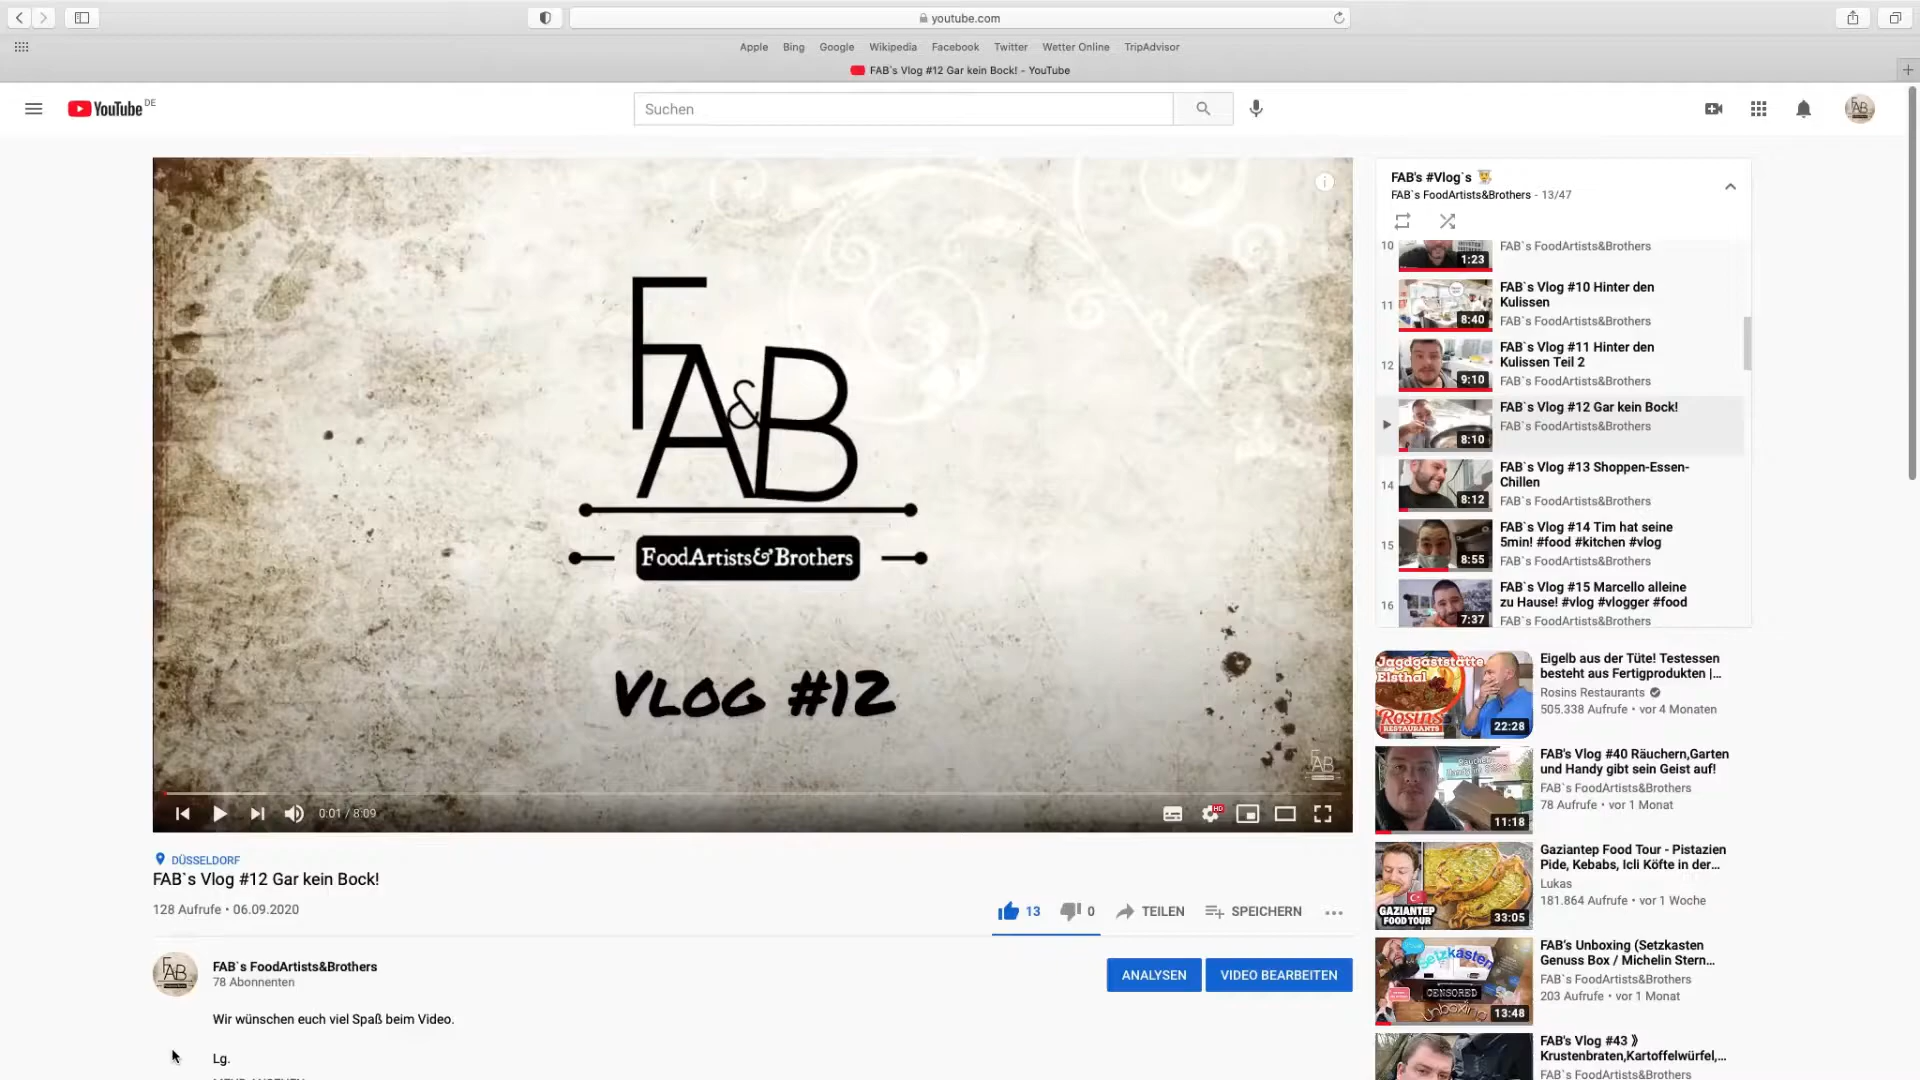 youtube.com
Apple Bing Google Wikipedia Facebook Twitter Wetter Online TripAdvisor
FAB`s Vlog #12 Gar kein Bock! - YouTube
YouTube DE
Suchen
FAB
FA&B
FoodArtists&Brothers
VLOG #12
FAB
0:01 / 8:09
HD
DÜSSELDORF
FAB`s Vlog #12 Gar kein Bock!
128 Aufrufe • 06.09.2020
13
0
TEILEN
SPEICHERN
FAB
FAB`s FoodArtists&Brothers
78 Abonnenten
ANALYSEN
VIDEO BEARBEITEN
Wir wünschen euch viel Spaß beim Video.
Lg.
FAB's #Vlog`s
FAB`s FoodArtists&Brothers - 13/47
10
1:23
FAB`s FoodArtists&Brothers
11
8:40
FAB`s Vlog #10 Hinter den
Kulissen
FAB`s FoodArtists&Brothers
12
9:10
FAB`s Vlog #11 Hinter den
Kulissen Teil 2
FAB`s FoodArtists&Brothers
8:10
FAB`s Vlog #12 Gar kein Bock!
FAB`s FoodArtists&Brothers
14
8:12
FAB`s Vlog #13 Shoppen-Essen-
Chillen
FAB`s FoodArtists&Brothers
15
8:55
FAB`s Vlog #14 Tim hat seine
5min! #food #kitchen #vlog
FAB`s FoodArtists&Brothers
16
7:37
FAB`s Vlog #15 Marcello alleine
zu Hause! #vlog #vlogger #food
FAB`s FoodArtists&Brothers
Jagdgaststätte
Elsthal
Rosins
RESTAURANTS
22:28
Eigelb aus der Tüte! Testessen
besteht aus Fertigprodukten |...
Rosins Restaurants
505.338 Aufrufe • vor 4 Monaten
11:18
FAB's Vlog #40 Räuchern,Garten
und Handy gibt sein Geist auf!
FAB`s FoodArtists&Brothers
78 Aufrufe • vor 1 Monat
GAZIANTEP
FOOD TOUR
33:05
Gaziantep Food Tour - Pistazien
Pide, Kebabs, Icli Köfte in der...
Lukas
181.864 Aufrufe • vor 1 Woche
Setzkasten
CENSORED
Unboxing
13:48
FAB's Unboxing (Setzkasten
Genuss Box / Michelin Stern...
FAB`s FoodArtists&Brothers
203 Aufrufe • vor 1 Monat
FAB's Vlog #43 》
Krustenbraten,Kartoffelwürfel,...
FAB`s FoodArtists&Brothers